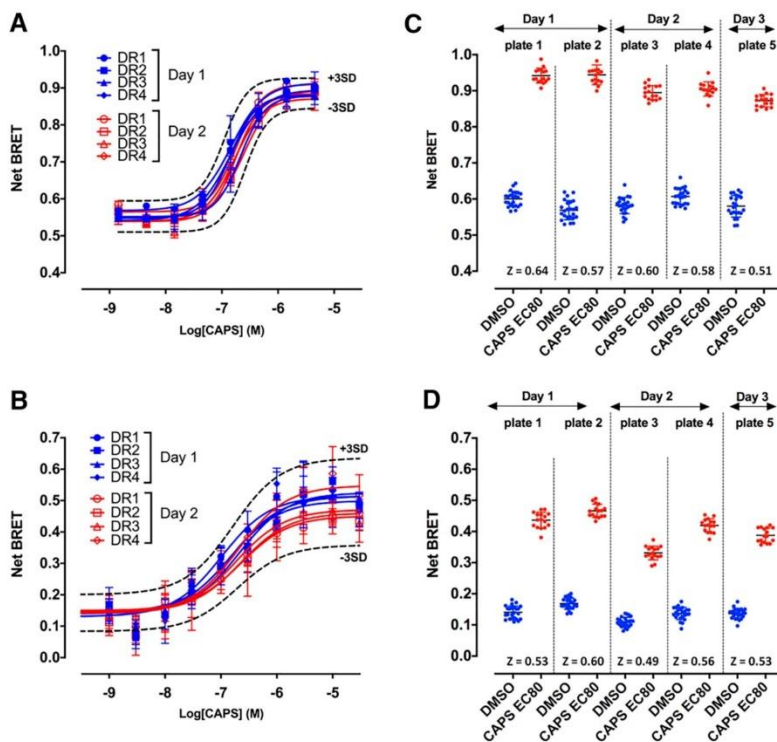 A
DR1
DR2
DR3
DR4
Day 1
DR1
DR2
DR3
DR4
Day 2
+3SD
-3SD
Net BRET
1.0
0.9
0.8
0.7
0.6
0.5
0.4
-9 -8 -7 -6 -5
Log[CAPS] (M)
C
Day 1 Day 2 Day 3
plate 1 plate 2 plate 3 plate 4 plate 5
Net BRET
1.0
0.9
0.8
0.7
0.6
0.5
0.4
Z = 0.64 Z = 0.57 Z = 0.60 Z = 0.58 Z = 0.51
DMSO
CAPS EC80
DMSO
CAPS EC80
DMSO
CAPS EC80
DMSO
CAPS EC80
DMSO
CAPS EC80
B
DR1
DR2
DR3
DR4
Day 1
DR1
DR2
DR3
DR4
Day 2
+3SD
-3SD
Net BRET
0.7
0.6
0.5
0.4
0.3
0.2
0.1
0.0
-9 -8 -7 -6 -5
Log[CAPS] (M)
D
Day 1 Day 2 Day 3
plate 1 plate 2 plate 3 plate 4 plate 5
Net BRET
0.7
0.6
0.5
0.4
0.3
0.2
0.1
0.0
Z = 0.53 Z = 0.60 Z = 0.49 Z = 0.56 Z = 0.53
DMSO
CAPS EC80
DMSO
CAPS EC80
DMSO
CAPS EC80
DMSO
CAPS EC80
DMSO
CAPS EC80